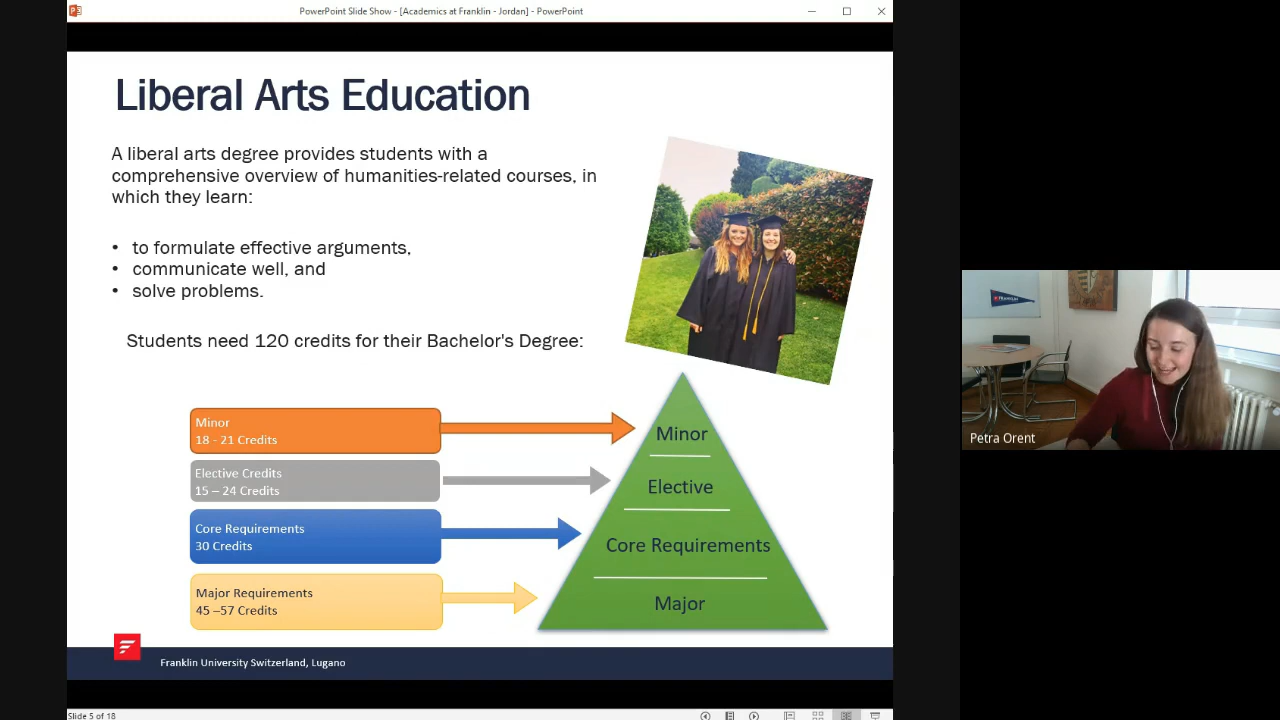 PowerPoint Slide Show - [Academics at Franklin - Jordan] - PowerPoint
Liberal Arts Education
A liberal arts degree provides students with a
comprehensive overview of humanities-related courses, in
which they learn:
• to formulate effective arguments,
• communicate well, and
• solve problems.
Students need 120 credits for their Bachelor's Degree:
Minor
18 - 21 Credits
Elective Credits
15 – 24 Credits
Core Requirements
30 Credits
Major Requirements
45 –57 Credits
Minor
Elective
Core Requirements
Major
Franklin University Switzerland, Lugano
Slide 5 of 18
FRANKLIN
Petra Orent